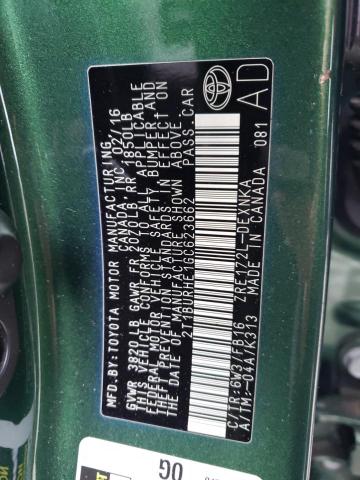 MFD.BY:TOYOTA MOTOR MANUFACTURING
CANADA, INC. 02/16
GVWR 3820 LB GAWR FR 2020LB RR 1850LB
THIS VEHICLE CONFORMS TO ALL APPLICABLE
FEDERAL MOTOR VEHICLE SAFETY, BUMPER AND
THEFT PREVENTION STANDARDS IN EFFECT ON
THE DATE OF MANUFACTURE SHOWN ABOVE.
2T1BURHE1GC623662 PASS. CAR
ZRE172L-DEXNKA
C/TR:6W3/FB16
A/TM:-04A/K313 MADE IN CANADA
AD
081
OG